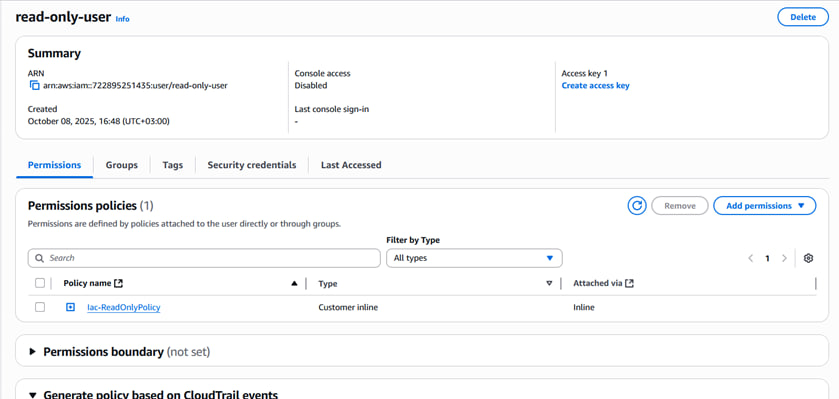 read-only-user Info
Delete
Summary
ARN
arn:aws:iam::722895251435:user/read-only-user
Console access
Disabled
Access key 1
Create access key
Created
October 08, 2025, 16:48 (UTC+03:00)
Last console sign-in
-
Permissions Groups Tags Security credentials Last Accessed
Permissions policies (1)
Remove
Add permissions
Permissions are defined by policies attached to the user directly or through groups.
Filter by Type
Search
All types
1
Policy name Type Attached via
Iac-ReadOnlyPolicy Customer inline Inline
Permissions boundary (not set)
Generate policy based on CloudTrail events